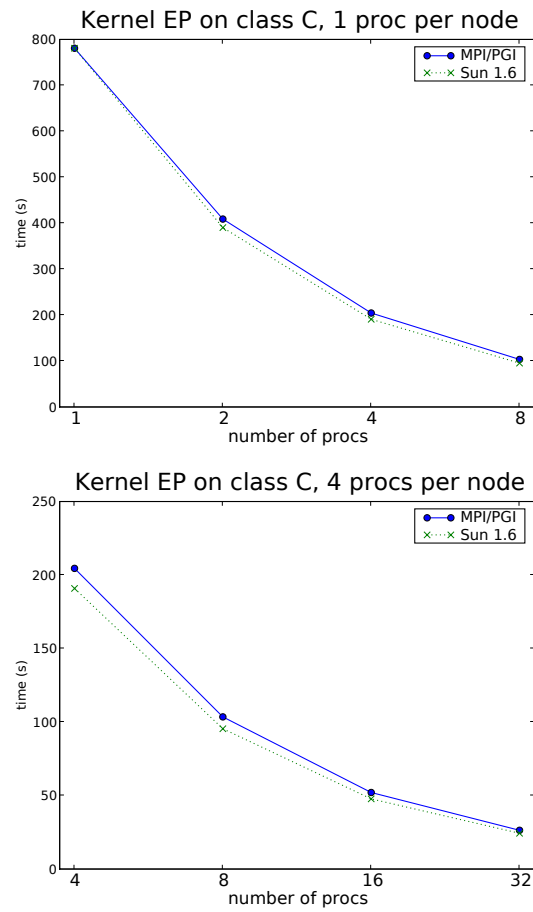 Kernel EP on class C, 1 proc per node
800
MPI/PGI
Sun 1.6
700
600
500
400
300
200
100
0
time (s)
1 2 4 8
number of procs
Kernel EP on class C, 4 procs per node
250
MPI/PGI
Sun 1.6
200
150
100
50
0
time (s)
4 8 16 32
number of procs